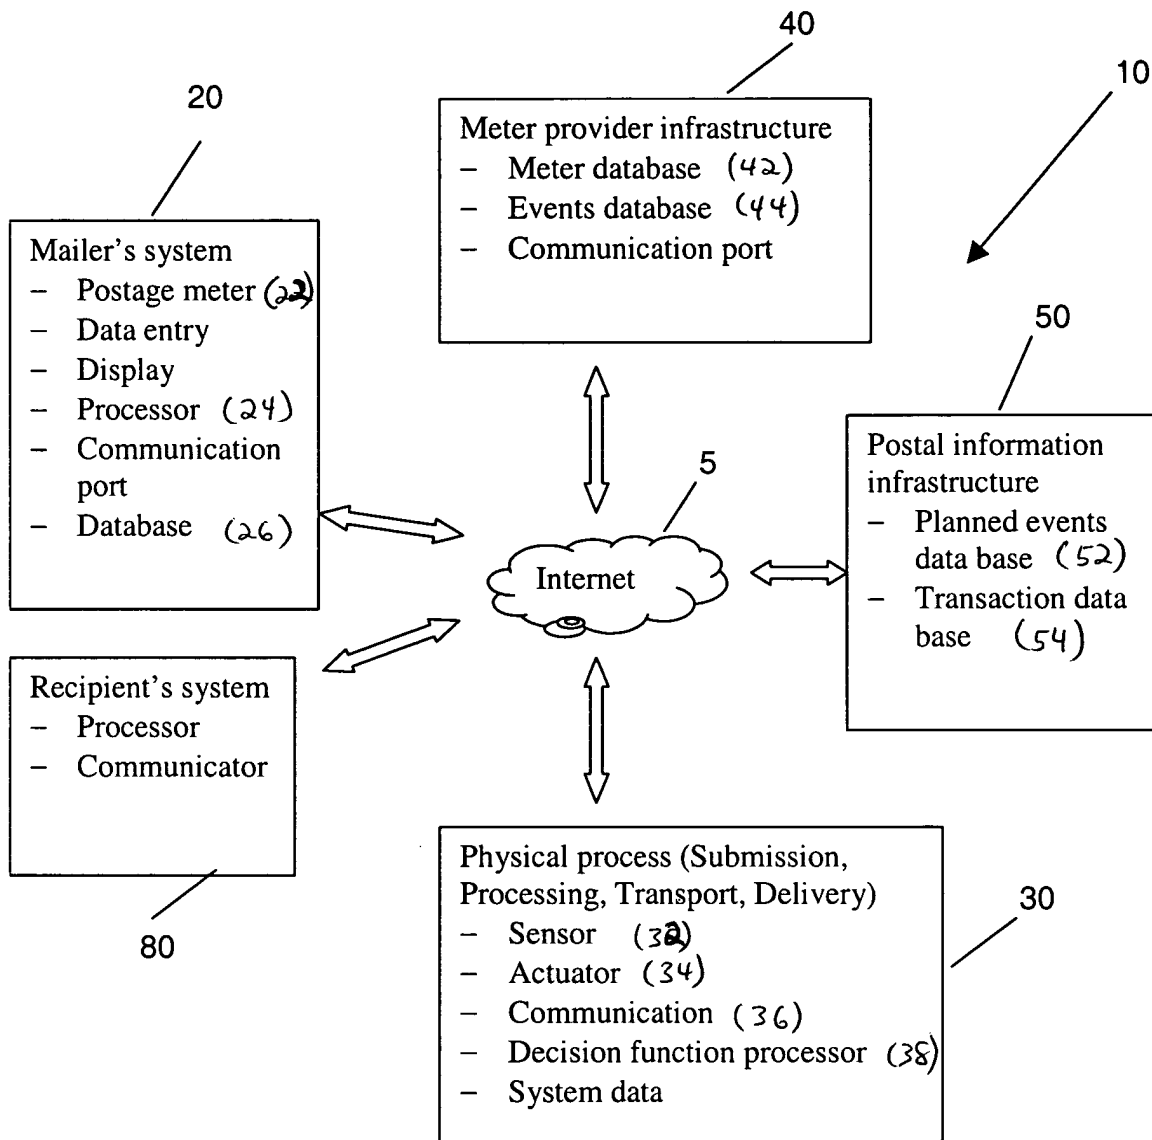 40
10
20
Meter provider infrastructure
– Meter database (42)
– Events database (44)
– Communication port
Mailer's system
– Postage meter (22)
– Data entry
– Display
– Processor (24)
– Communication
port
– Database (26)
50
Postal information
infrastructure
– Planned events
data base (52)
– Transaction data
base (54)
5
Internet
Recipient's system
– Processor
– Communicator
80
Physical process (Submission,
Processing, Transport, Delivery)
– Sensor (32)
– Actuator (34)
– Communication (36)
– Decision function processor (38)
– System data
30